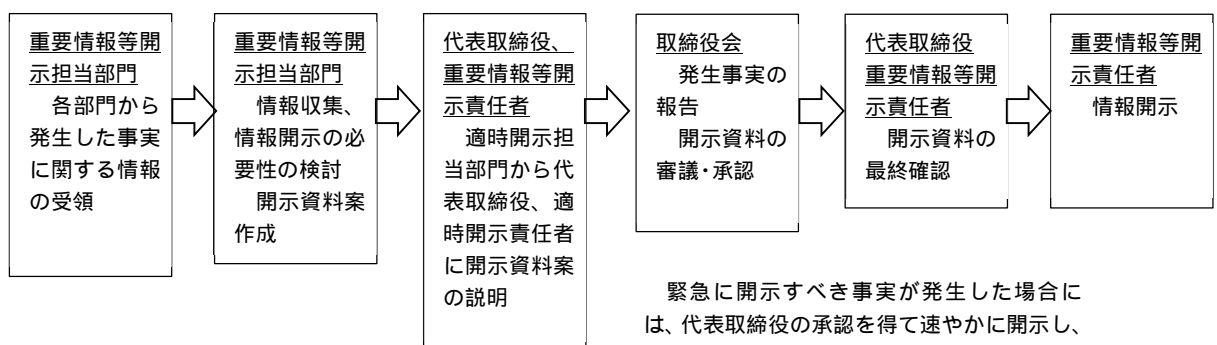 重要情報等開
示担当部門
各部門から
発生した事実
に関する情報
の受領
重要情報等開
示担当部門
情報収集、
情報開示の必
要性の検討
開示資料案
作成
代表取締役、
重要情報等開
示責任者
適時開示担
当部門から代
表取締役、適
時開示責任者
に開示資料案
の説明
取締役会
発生事実の
報告
開示資料の
審議・承認
代表取締役
重要情報等開
示責任者
開示資料の
最終確認
重要情報等開
示責任者
情報開示
緊急に開示すべき事実が発生した場合に
は、代表取締役の承認を得て速やかに開示し、